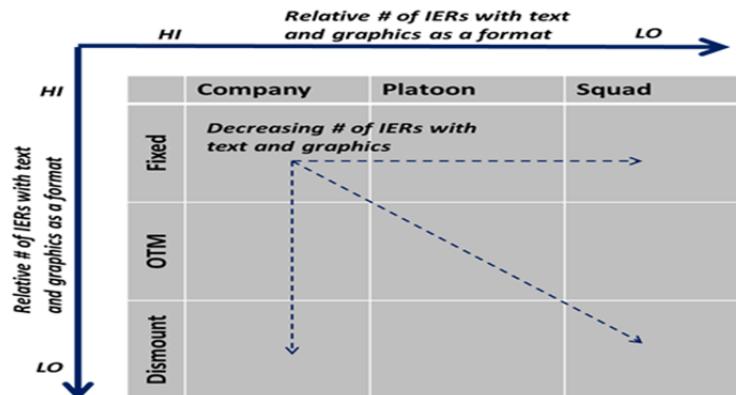 Relative # of IERs with text
and graphics as a format
HI
LO
HI
Relative # of IERs with text
and graphics as a format
LO
Company
Platoon
Squad
Decreasing # of IERs with
text and graphics
Fixed
OTM
Dismount